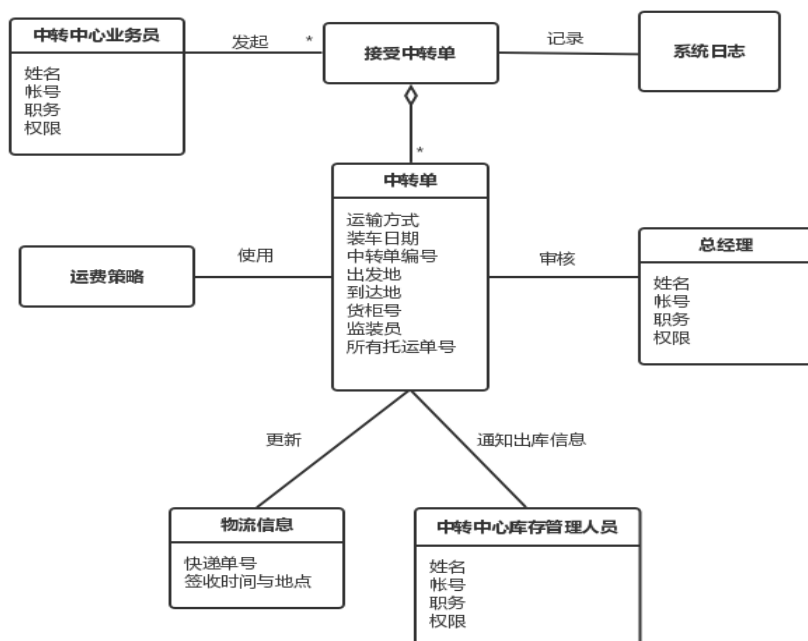 中转中心业务员
姓名
帐号
职务
权限
发起
*
接受中转单
记录
系统日志
*
中转单
运输方式
装车日期
中转单编号
出发地
到达地
货柜号
监装员
所有托运单号
运费策略
使用
审核
总经理
姓名
帐号
职务
权限
更新
通知出库信息
物流信息
快递单号
签收时间与地点
中转中心库存管理人员
姓名
帐号
职务
权限